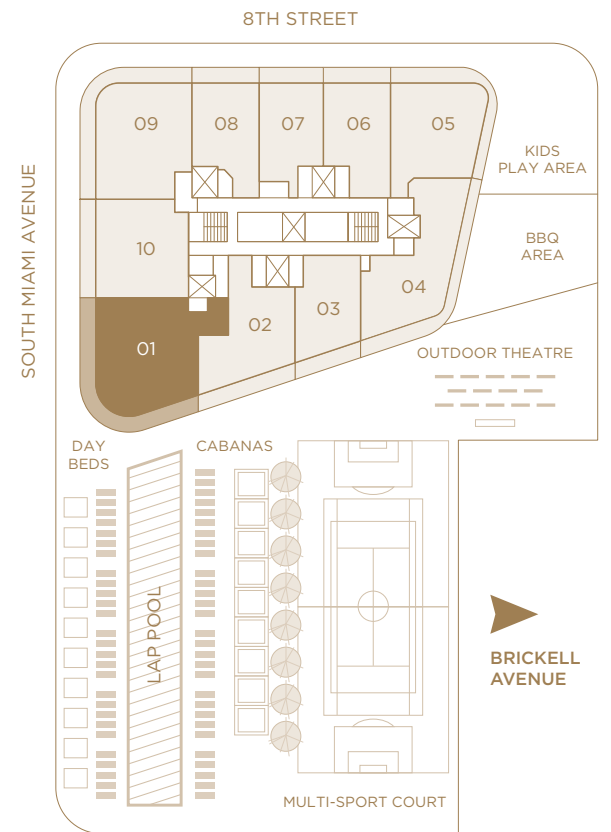 8TH STREET
SOUTH MIAMI AVENUE
09
08
07
06
05
KIDS
PLAY AREA
10
BBQ
AREA
04
03
02
01
OUTDOOR THEATRE
DAY
BEDS
CABANAS
LAP POOL
BRICKELL
AVENUE
MULTI-SPORT COURT